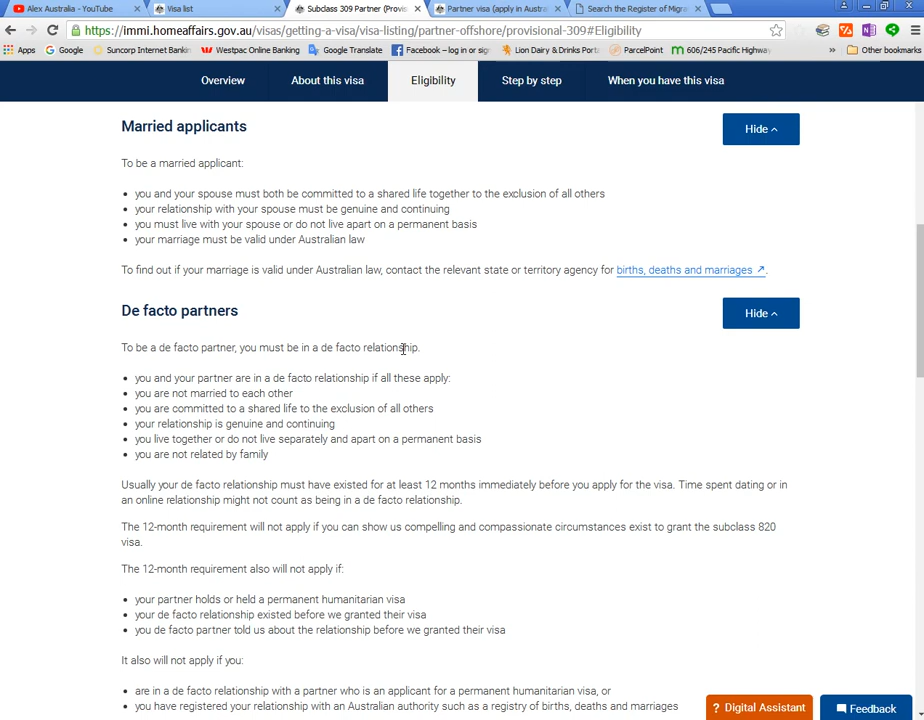 Alex Australia - YouTube
Visa list
Subclass 309 Partner (Provis
Partner visa (apply in Austra
Search the Register of Migra
https://immi.homeaffairs.gov.au/visas/getting-a-visa/visa-listing/partner-offshore/provisional-309#Eligibility
Apps Google Suncorp Internet Bankin Westpac Online Banking Google Translate Facebook – log in or sign Lion Dairy & Drinks Porta ParcelPoint 606/245 Pacific Highway » Other bookmarks
Overview About this visa Eligibility Step by step When you have this visa
Married applicants
Hide
To be a married applicant:
• you and your spouse must both be committed to a shared life together to the exclusion of all others
• your relationship with your spouse must be genuine and continuing
• you must live with your spouse or do not live apart on a permanent basis
• your marriage must be valid under Australian law
To find out if your marriage is valid under Australian law, contact the relevant state or territory agency for births, deaths and marriages.
De facto partners
Hide
To be a de facto partner, you must be in a de facto relationship.
• you and your partner are in a de facto relationship if all these apply:
• you are not married to each other
• you are committed to a shared life to the exclusion of all others
• your relationship is genuine and continuing
• you live together or do not live separately and apart on a permanent basis
• you are not related by family
Usually your de facto relationship must have existed for at least 12 months immediately before you apply for the visa. Time spent dating or in
an online relationship might not count as being in a de facto relationship.
The 12-month requirement will not apply if you can show us compelling and compassionate circumstances exist to grant the subclass 820
visa.
The 12-month requirement also will not apply if:
• your partner holds or held a permanent humanitarian visa
• your de facto relationship existed before we granted their visa
• you de facto partner told us about the relationship before we granted their visa
It also will not apply if you:
• are in a de facto relationship with a partner who is an applicant for a permanent humanitarian visa, or
• you have registered your relationship with an Australian authority such as a registry of births, deaths and marriages
? Digital Assistant
Feedback